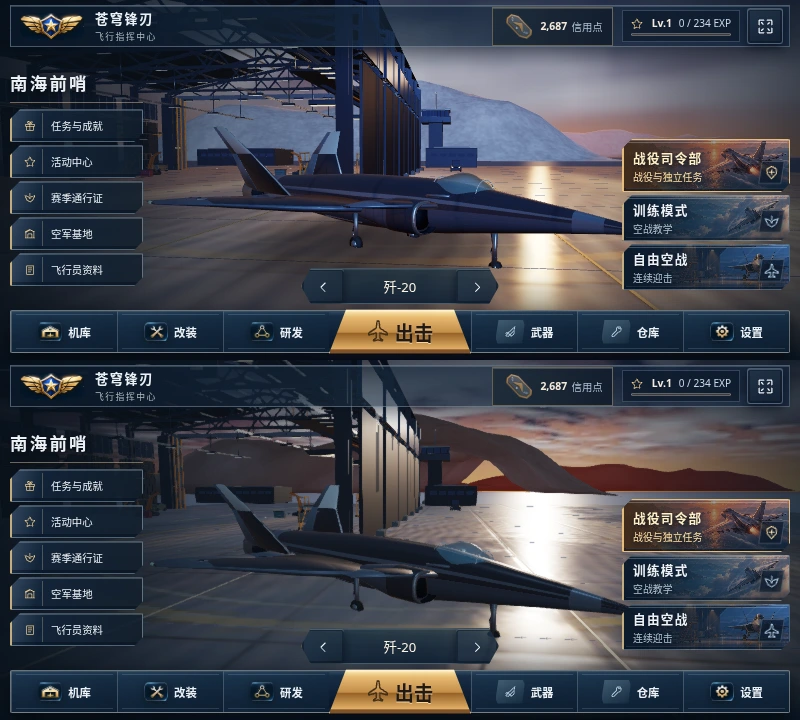 苍穹锋刃
飞行指挥中心
2,687 信用点
Lv.1 0 / 234 EXP
南海前哨
任务与成就
活动中心
赛季通行证
空军基地
飞行员资料
战役司令部
战役与独立任务
训练模式
空战教学
自由空战
连续迎击
歼-20
机库
改装
研发
出击
武器
仓库
设置
苍穹锋刃
飞行指挥中心
2,687 信用点
Lv.1 0 / 234 EXP
南海前哨
任务与成就
活动中心
赛季通行证
空军基地
飞行员资料
战役司令部
战役与独立任务
训练模式
空战教学
自由空战
连续迎击
歼-20
机库
改装
研发
出击
武器
仓库
设置